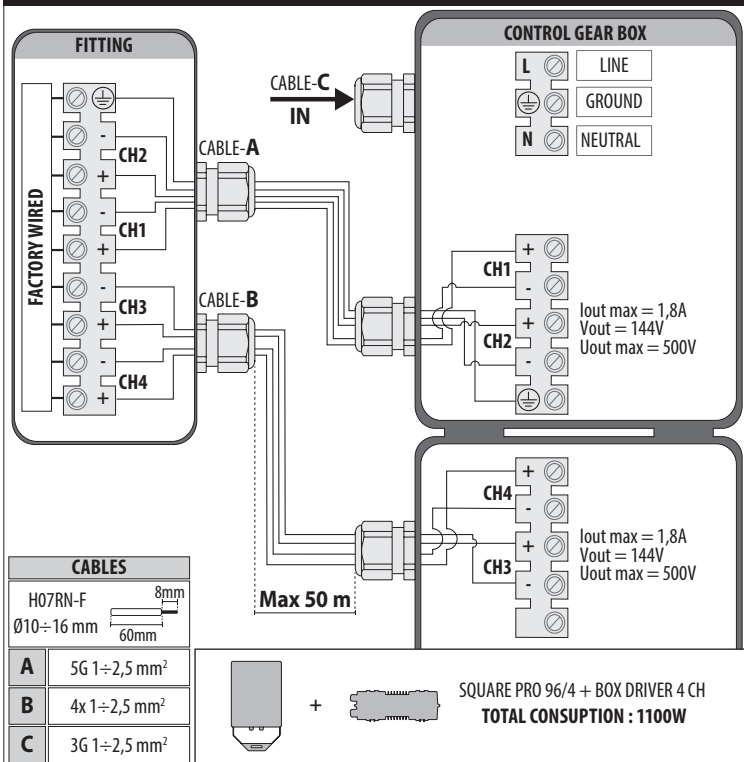 FITTING
FACTORY WIRED
-
CH2
+
-
CH1
+
-
CH3
+
-
CH4
+
CABLE-A
CABLE-B
CABLE-C
IN
CONTROL GEAR BOX
L LINE
GROUND
N NEUTRAL
+
CH1
-
+
CH2
-
Iout max = 1,8A
Vout = 144V
Uout max = 500V
+
CH4
-
+
CH3
-
Iout max = 1,8A
Vout = 144V
Uout max = 500V
Max 50 m
CABLES
H07RN-F
Ø10÷16 mm
8mm
60mm
A 5G 1÷2,5 mm²
B 4x 1÷2,5 mm²
C 3G 1÷2,5 mm²
+
SQUARE PRO 96/4 + BOX DRIVER 4 CH
TOTAL CONSUPTION : 1100W